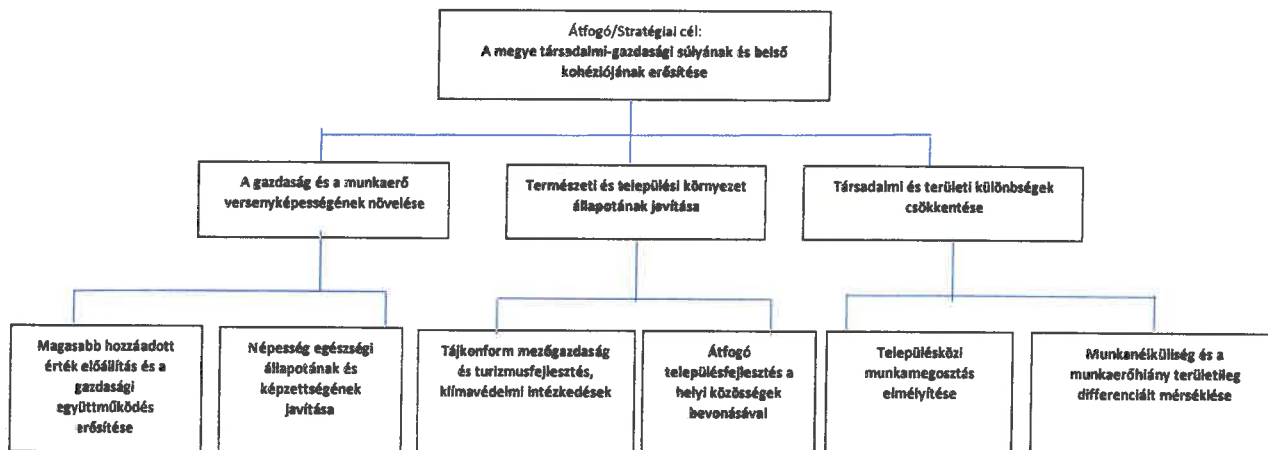 Átfogó/Stratégiai cél:
A megye társadalmi-gazdasági súlyának és belső
kohéziójának erősítése
A gazdaság és a munkaerő
versenyképességének növelése
Természeti és települési környezet
állapotának javítása
Társadalmi és területi különbségek
csökkentése
Magasabb hozzáadott
érték előállítás és a
gazdasági
együttműködés
erősítése
Népesség egészségi
állapotának és
képzettségének
javítása
Tájkonform mezőgazdaság
és turizmusfejlesztés,
klímavédelmi intézkedések
Átfogó
településfejlesztés a
helyi közösségek
bevonásával
Településközi
munkamegosztás
elmélyítése
Munkanélküliség és a
munkaerőhiány területileg
differenciált mérséklése